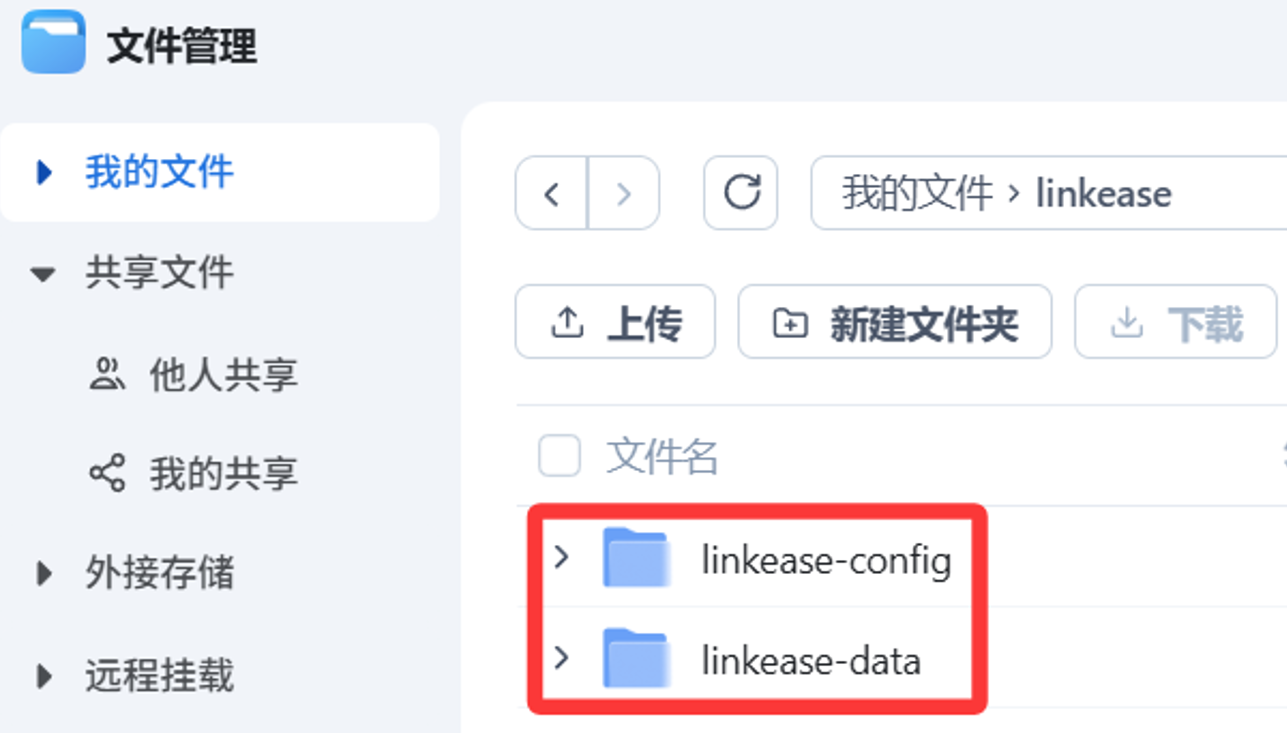 文件管理
我的文件
共享文件
他人共享
我的共享
外接存储
远程挂载
我的文件 › linkease
上传 新建文件夹 下载
文件名
linkease-config
linkease-data